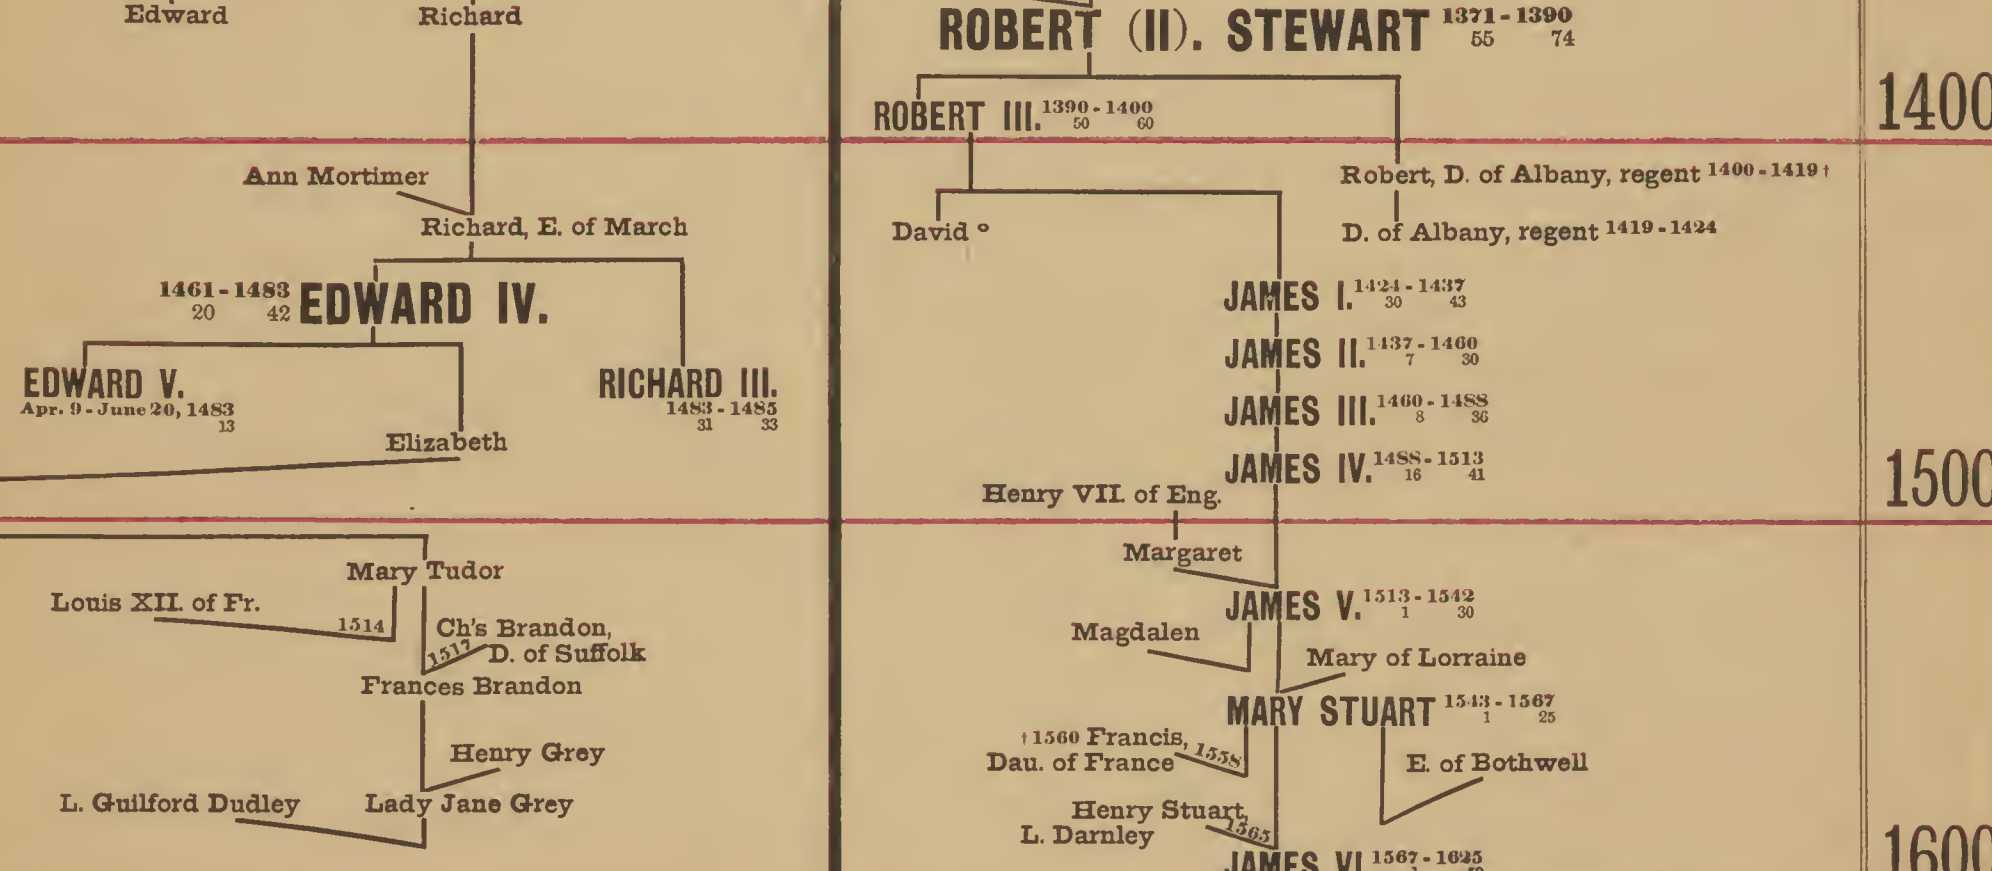 Edward
Richard
Ann Mortimer
Richard, E. of March
1461-1483 EDWARD IV.
20 42
EDWARD V.
Apr. 9-June 20, 1483
13
RICHARD III.
1483-1485
31 33
Elizabeth
Mary Tudor
Louis XII. of Fr.
1514
Ch's Brandon,
1517 D. of Suffolk
Frances Brandon
Henry Grey
L. Guilford Dudley
Lady Jane Grey
ROBERT (II). STEWART 1371-1390
55 74
ROBERT III. 1390-1400
50 60
Robert, D. of Albany, regent 1400-1419†
David °
D. of Albany, regent 1419-1424
JAMES I. 1424-1437
30 43
JAMES II. 1437-1460
7 30
JAMES III. 1460-1488
8 36
JAMES IV. 1488-1513
16 41
Henry VII. of Eng.
Margaret
JAMES V. 1513-1542
1 30
Magdalen
Mary of Lorraine
MARY STUART 1543-1567
1 25
†1560 Francis, 1558
Dau. of France
E. of Bothwell
Henry Stuart,
L. Darnley 1565
JAMES VI 1567-1625
1400
1500
1600